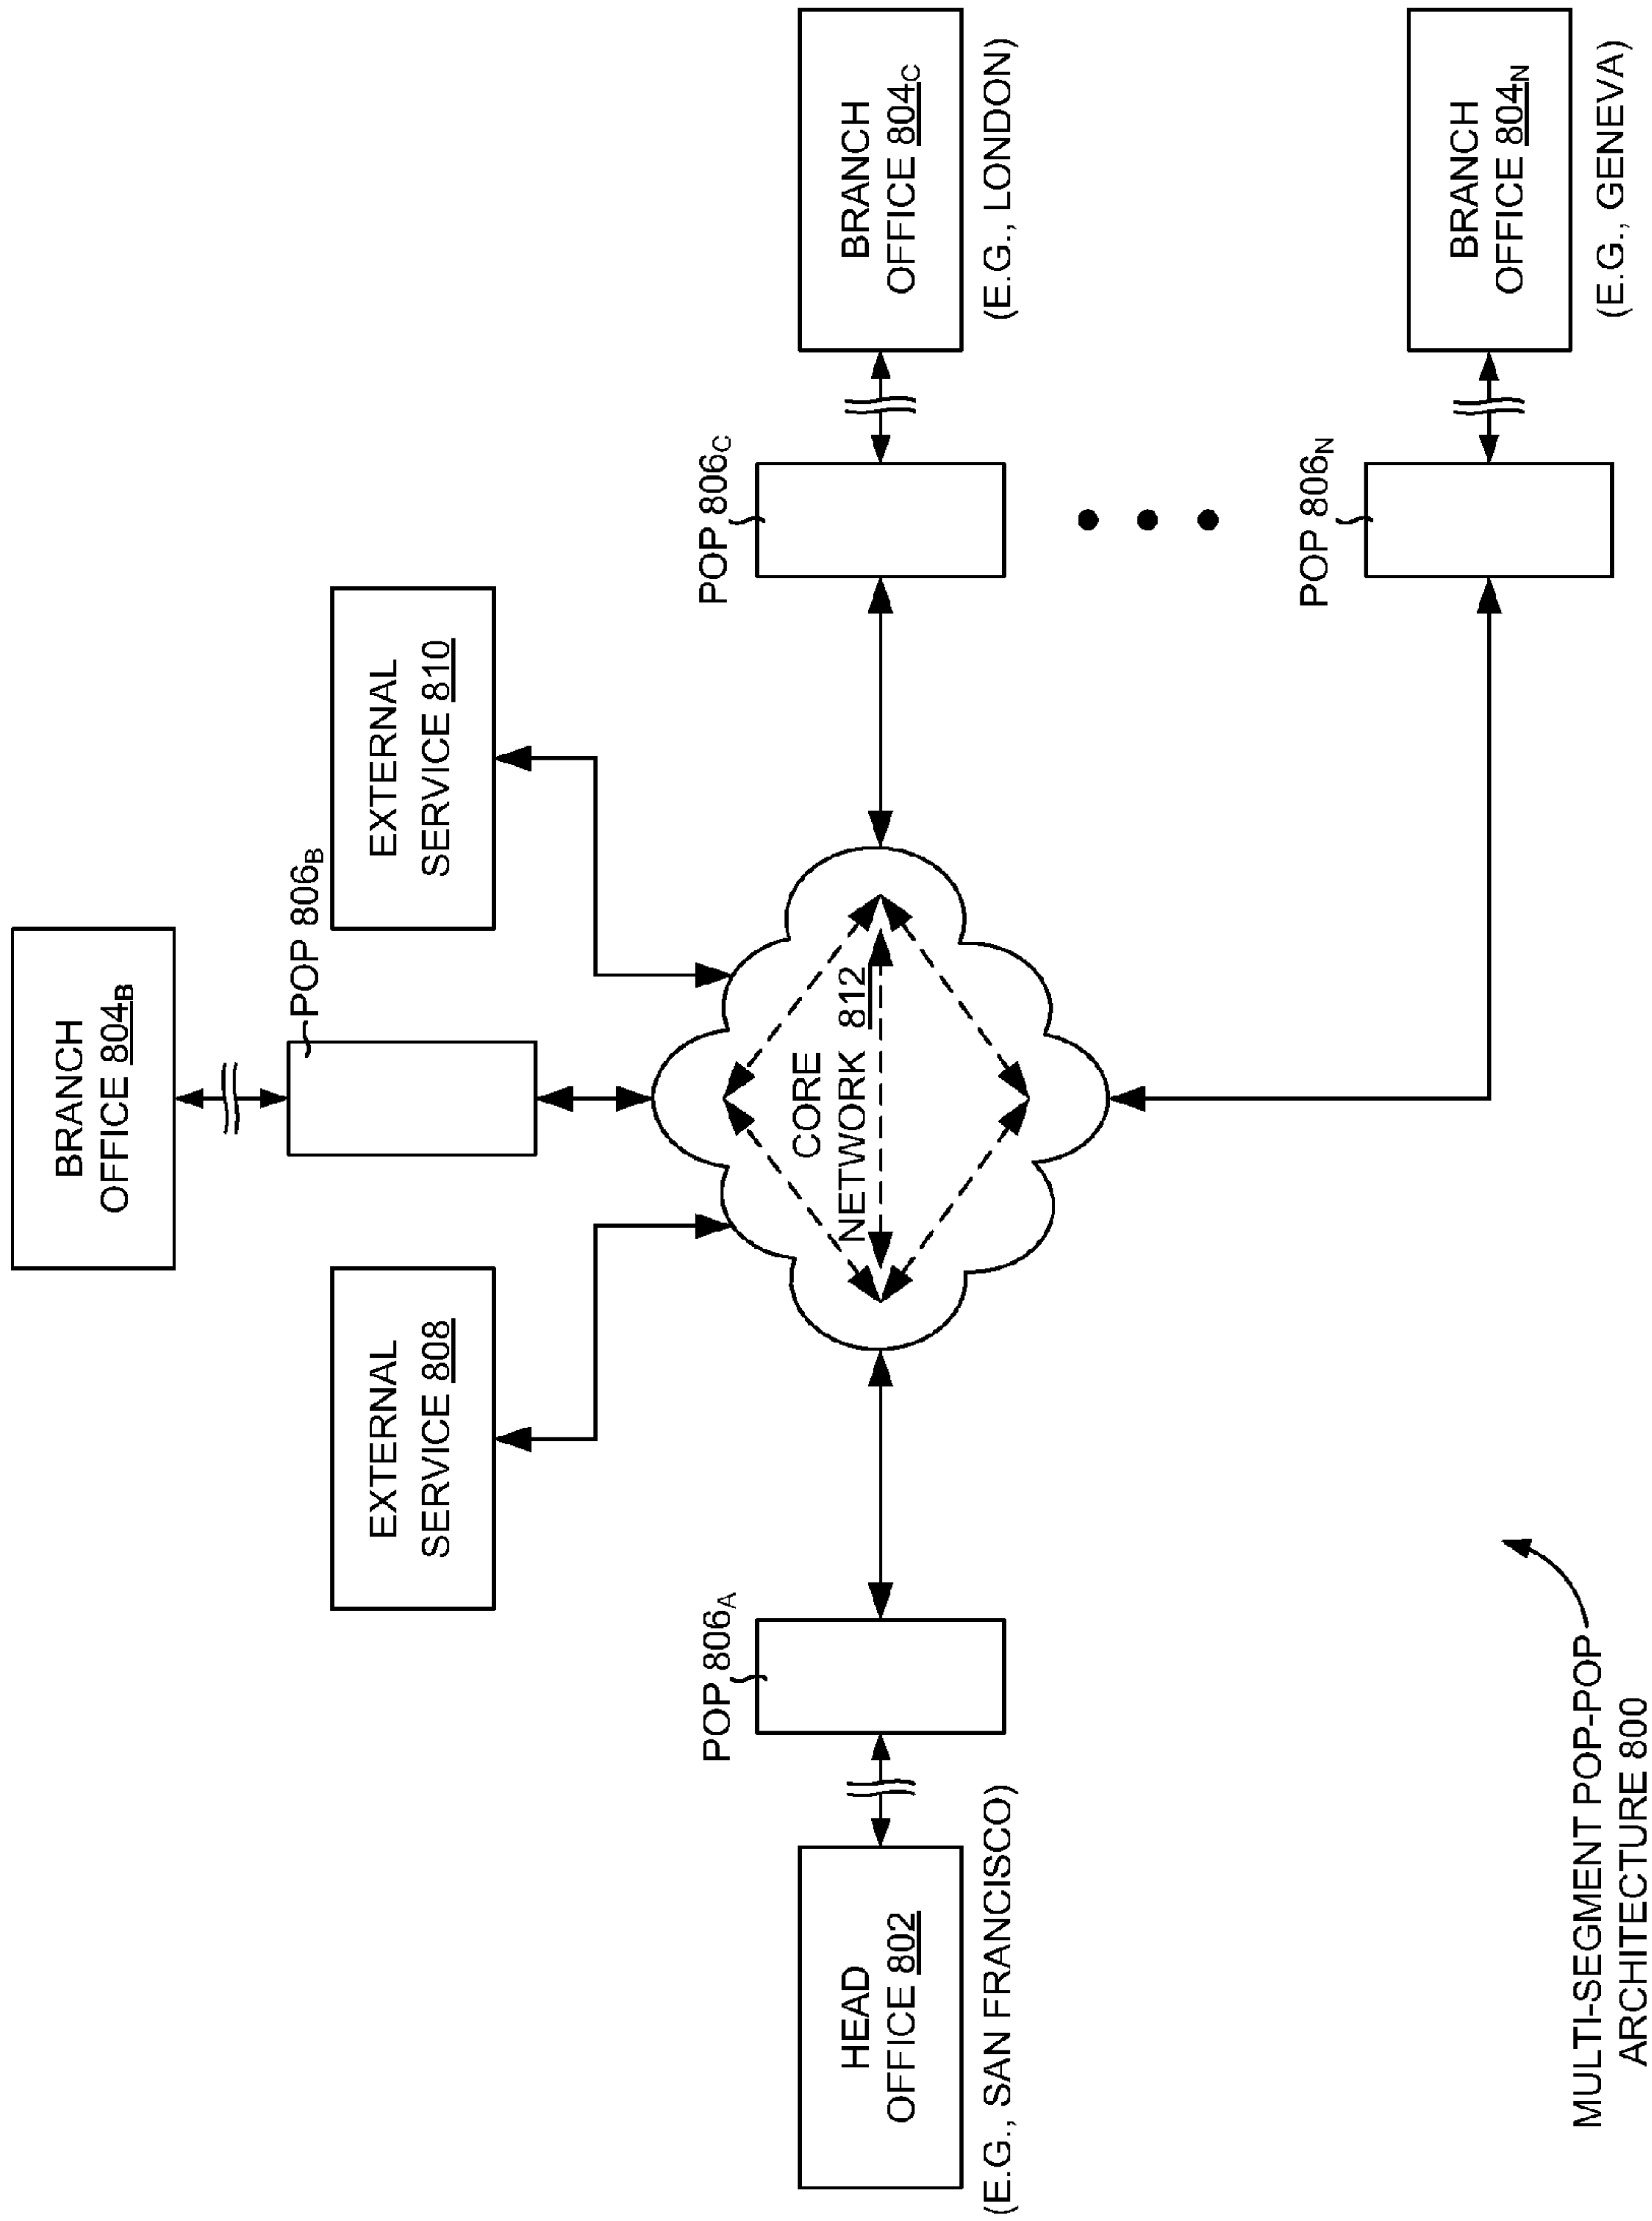 BRANCH
OFFICE 804B
POP 806B
EXTERNAL
SERVICE 808
EXTERNAL
SERVICE 810
POP 806A
HEAD
OFFICE 802
(E.G., SAN FRANCISCO)
CORE
NETWORK 812
POP 806C
BRANCH
OFFICE 804C
(E.G., LONDON)
POP 806N
BRANCH
OFFICE 804N
(E.G., GENEVA)
MULTI-SEGMENT POP-POP
ARCHITECTURE 800